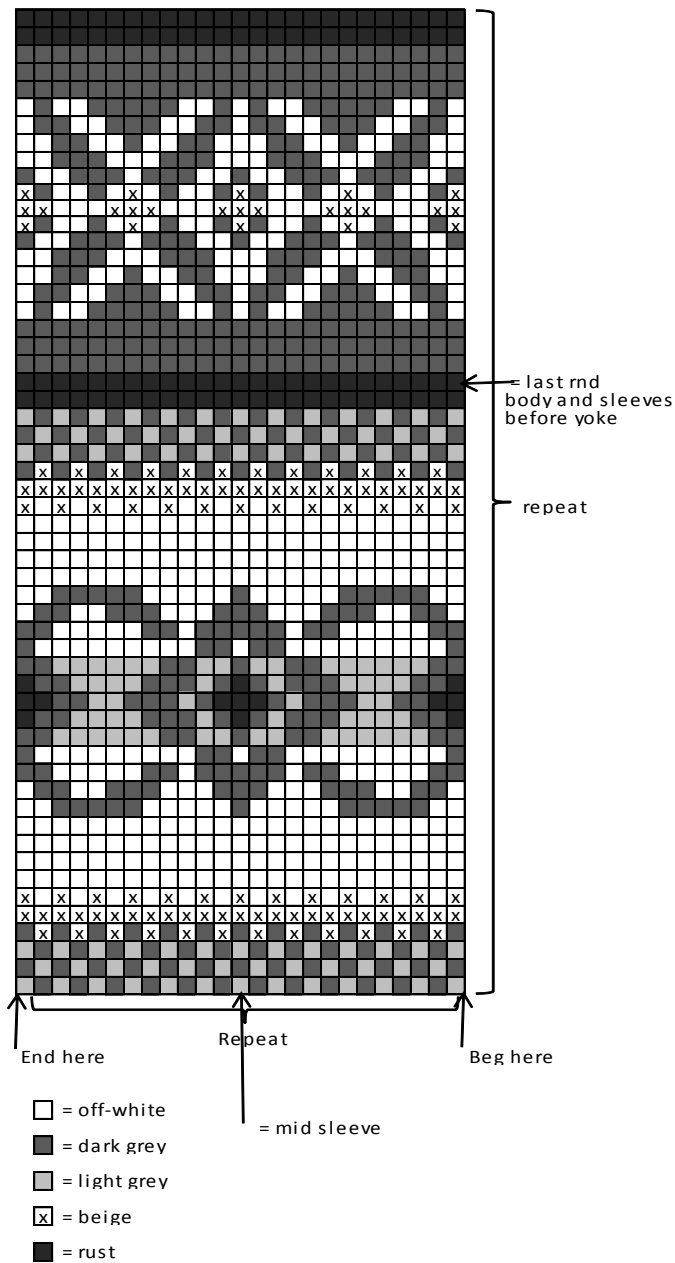 = last rnd
body and sleeves
before yoke
repeat
Repeat
End here
Beg here
= mid sleeve
= off-white
= dark grey
= light grey
x = beige
= rust